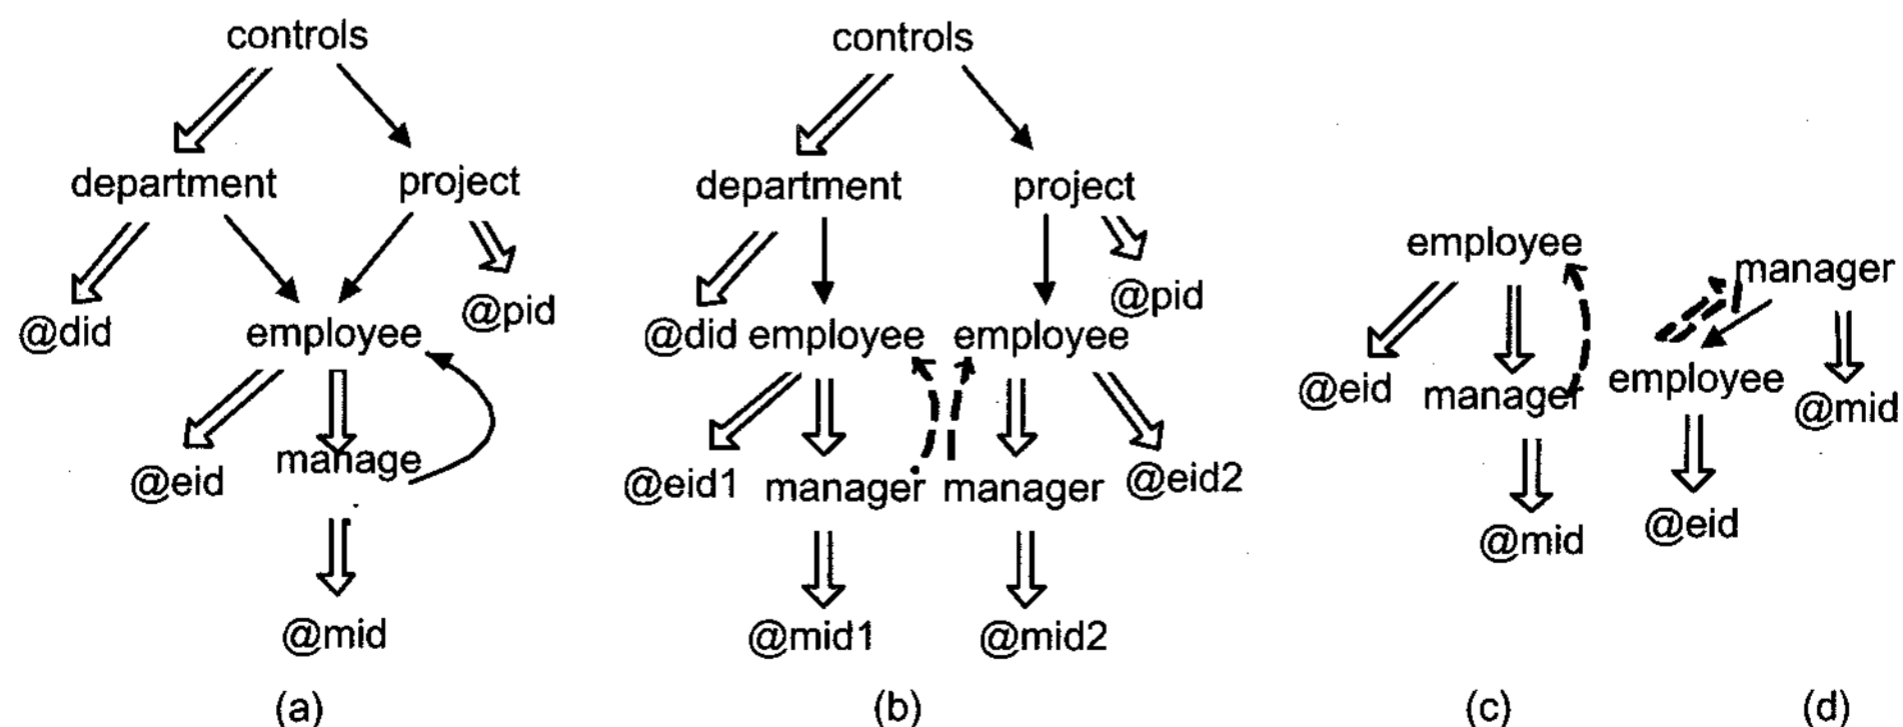 controls
department
project
@did
employee
@pid
@eid
manage
@mid
(a)
controls
department
project
@did
employee
employee
@pid
@eid1
manager
manager
@eid2
@mid1
@mid2
(b)
employee
@eid
manager
@mid
(c)
manager
employee
@mid
@eid
(d)